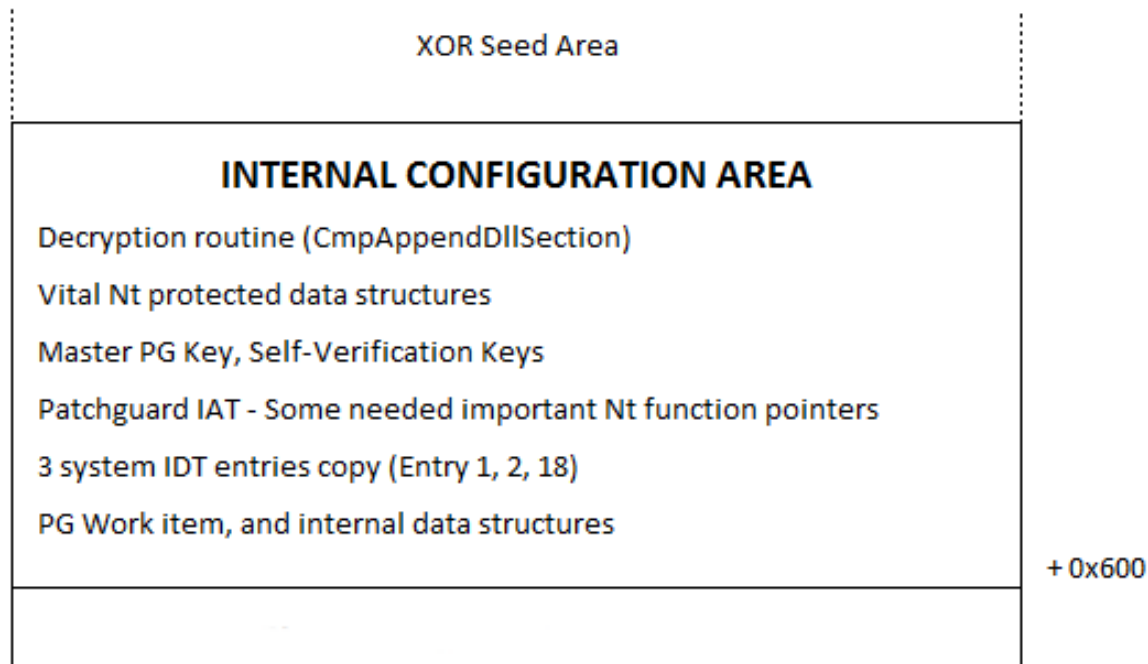 XOR Seed Area
INTERNAL CONFIGURATION AREA
Decryption routine (CmpAppendDllSection)
Vital Nt protected data structures
Master PG Key, Self-Verification Keys
Patchguard IAT - Some needed important Nt function pointers
3 system IDT entries copy (Entry 1, 2, 18)
PG Work item, and internal data structures
+ 0x600